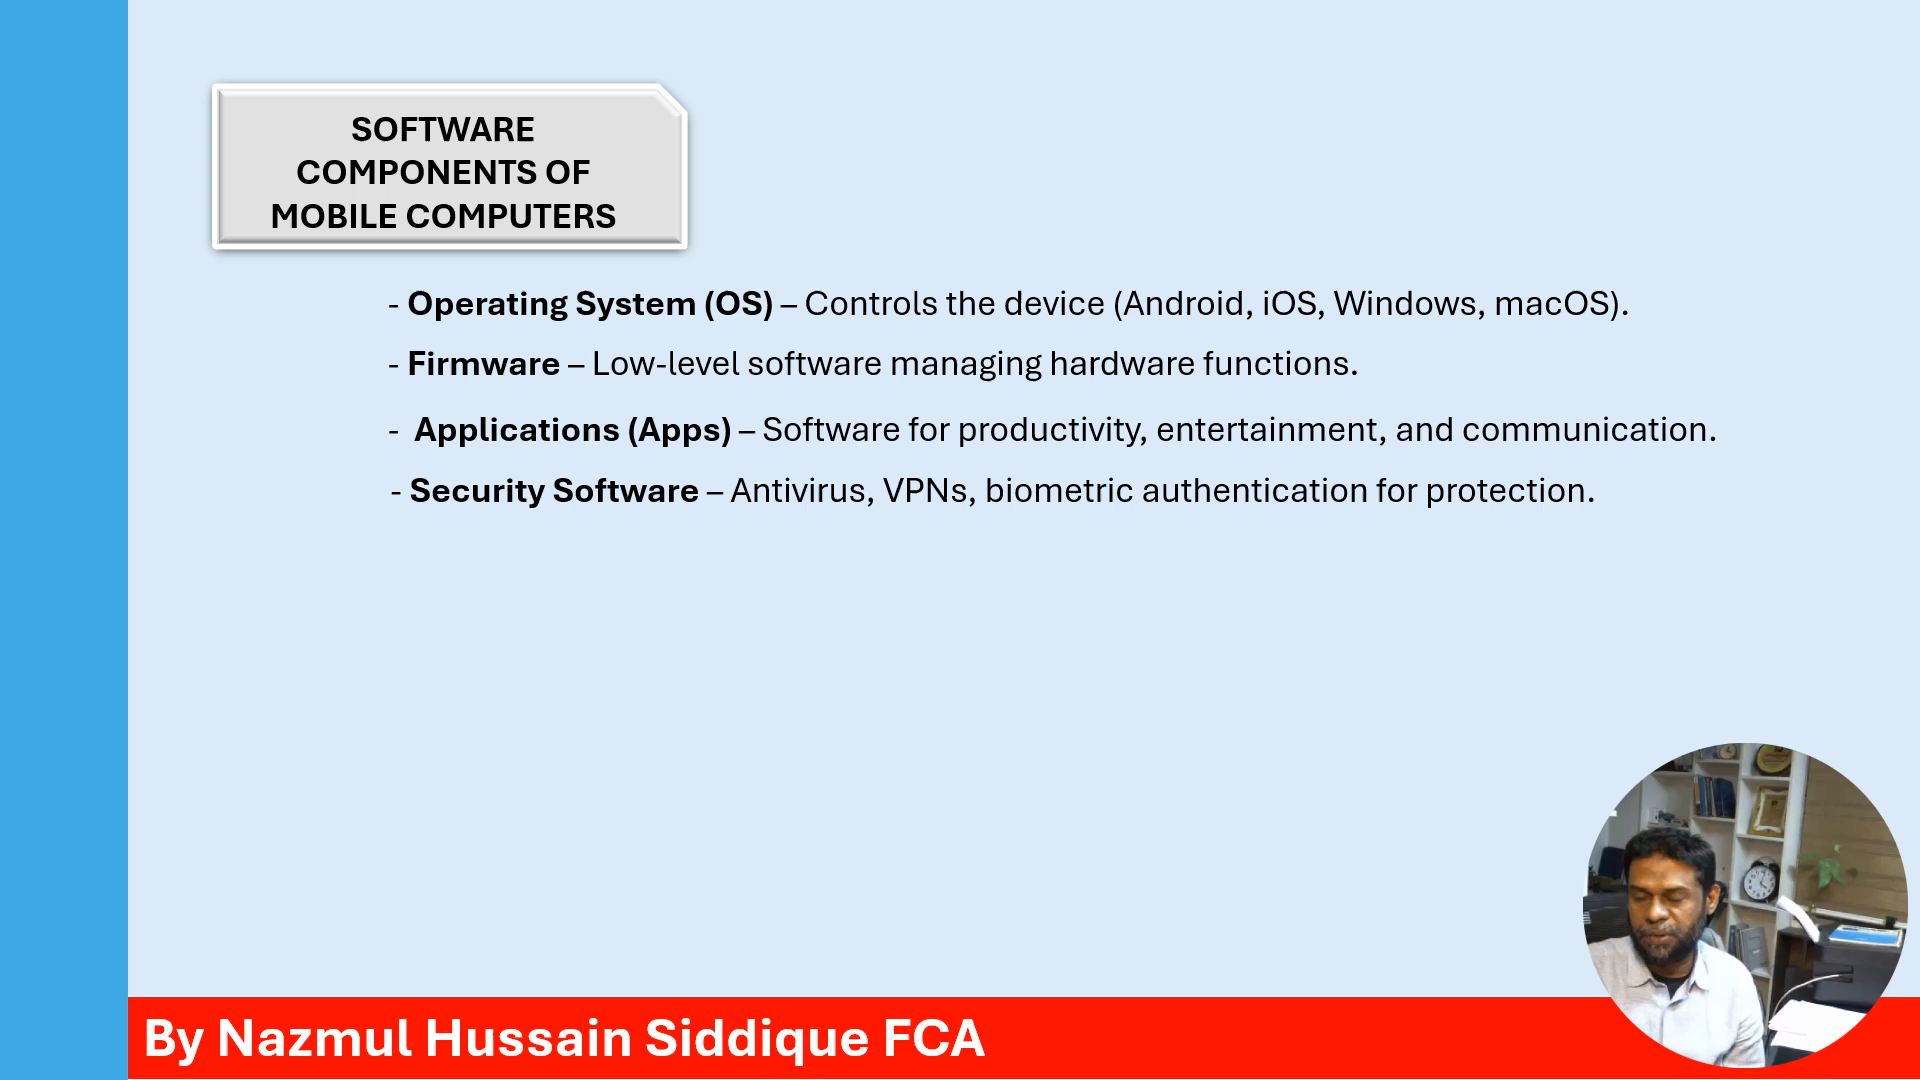 SOFTWARE
COMPONENTS OF
MOBILE COMPUTERS
- Operating System (OS) – Controls the device (Android, iOS, Windows, macOS).
- Firmware – Low-level software managing hardware functions.
- Applications (Apps) – Software for productivity, entertainment, and communication.
- Security Software – Antivirus, VPNs, biometric authentication for protection.
By Nazmul Hussain Siddique FCA